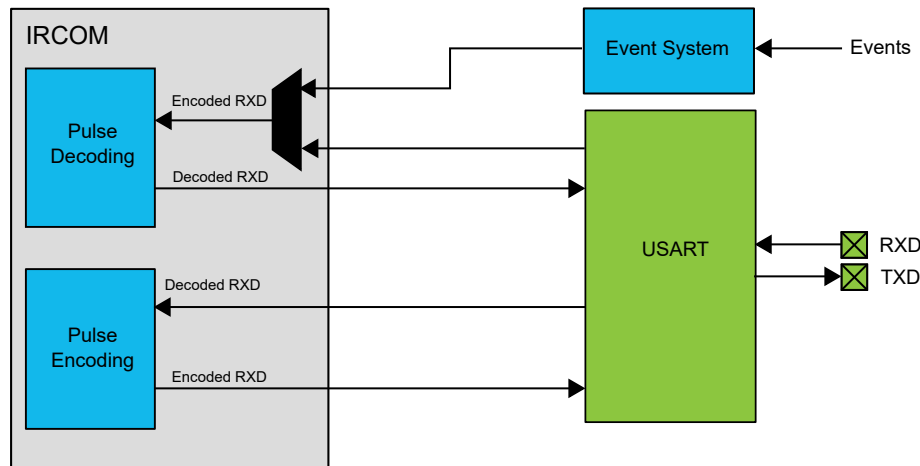 IRCOM
Event System
Events
Encoded RXD
Pulse
Decoding
Decoded RXD
USART
RXD
TXD
Decoded RXD
Pulse
Encoding
Encoded RXD